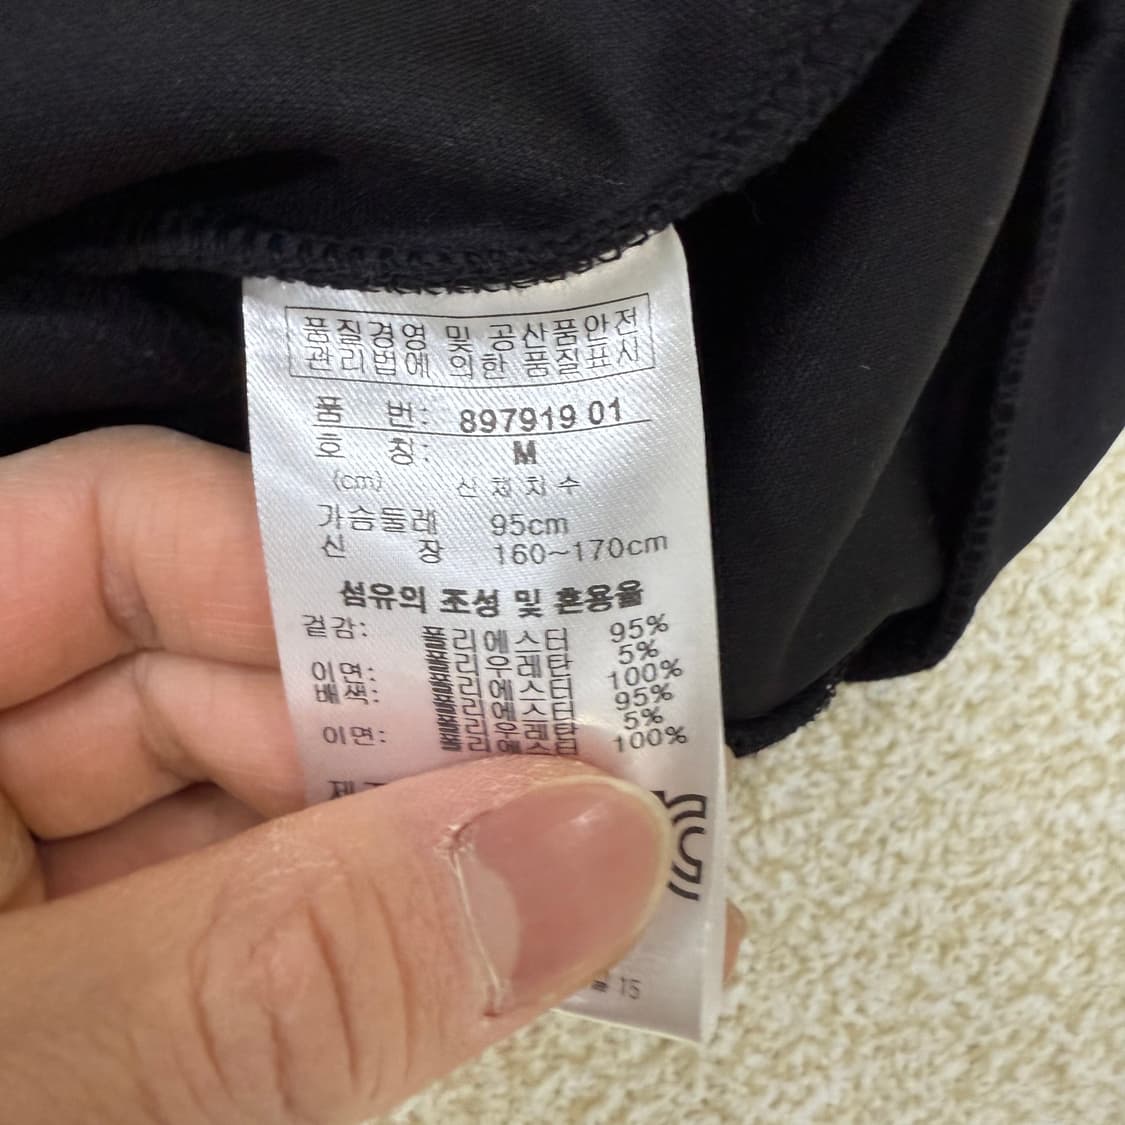 품질경영 및 공산품안전
관리법에 의한 품질표시
품 번: 897919 01
호 칭: M
(cm) 신체치수
가슴둘레 95cm
신 장 160~170cm
섬유의 조성 및 혼용율
겉감: 폴리에스터 95%
폴리우레탄 5%
이면: 폴리에스터 100%
배색: 폴리에스터 95%
폴리우레탄 5%
이면: 폴리에스터 100%
15